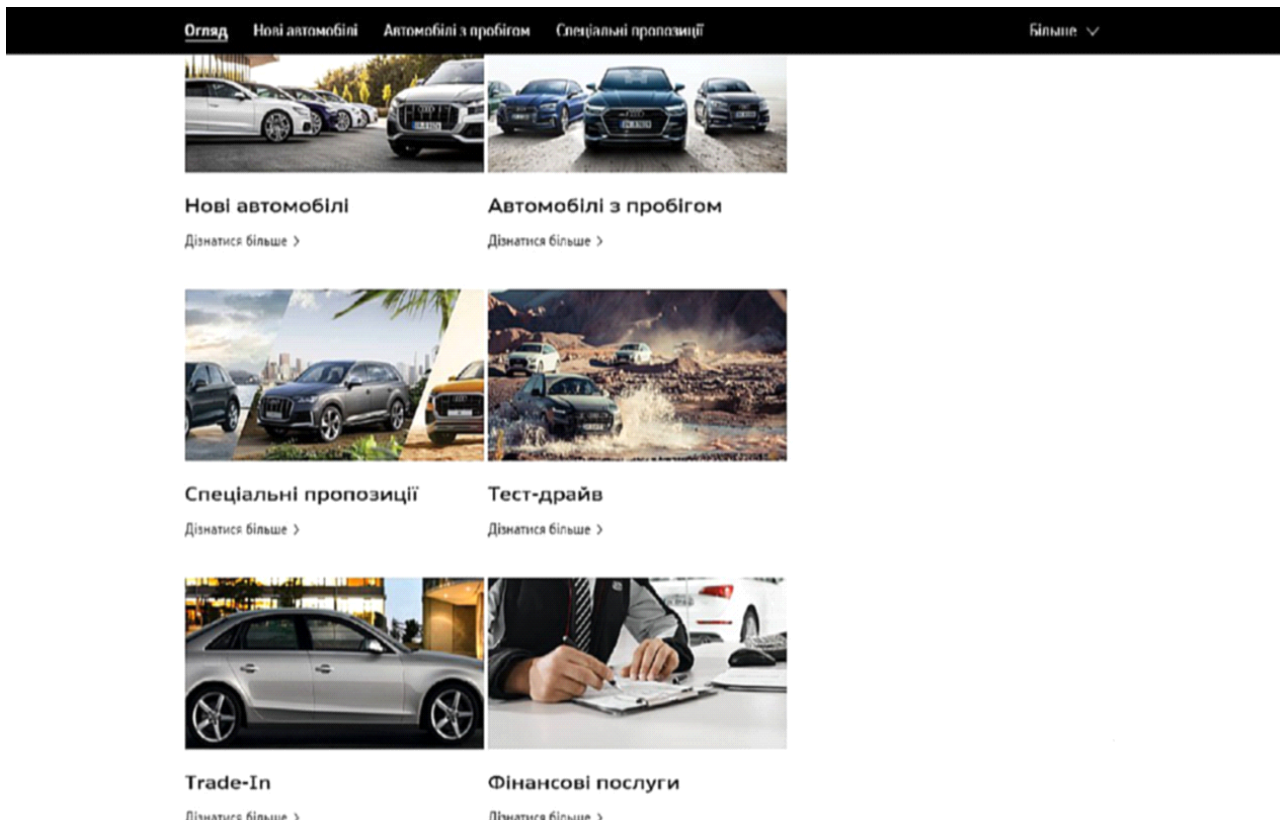 Огляд Нові автомобілі Автомобілі з пробігом Спеціальні пропозиції Більше
Нові автомобілі Автомобілі з пробігом
Дізнатися більше Дізнатися більше
Спеціальні пропозиції Тест-драйв
Дізнатися більше Дізнатися більше
Trade-In Фінансові послуги
Дізнатися більше Дізнатися більше